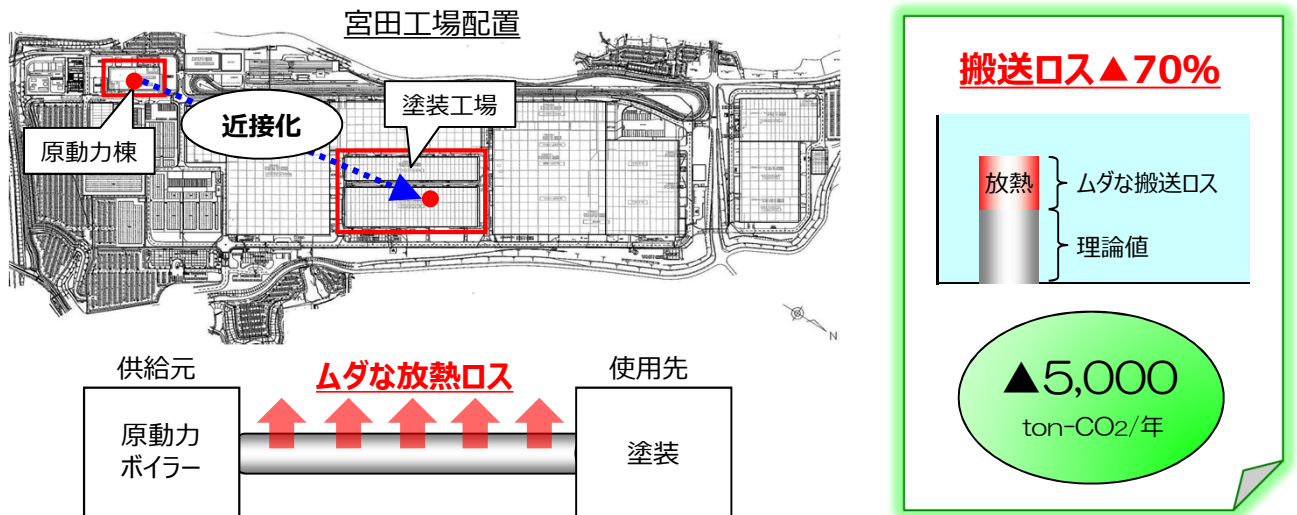 宮田工場配置
原動力棟
近接化
塗装工場
N
供給元
ムダな放熱ロス
使用先
原動力
ボイラー
塗装
搬送ロス▲70%
放熱
ムダな搬送ロス
理論値
▲5,000
ton-CO2/年